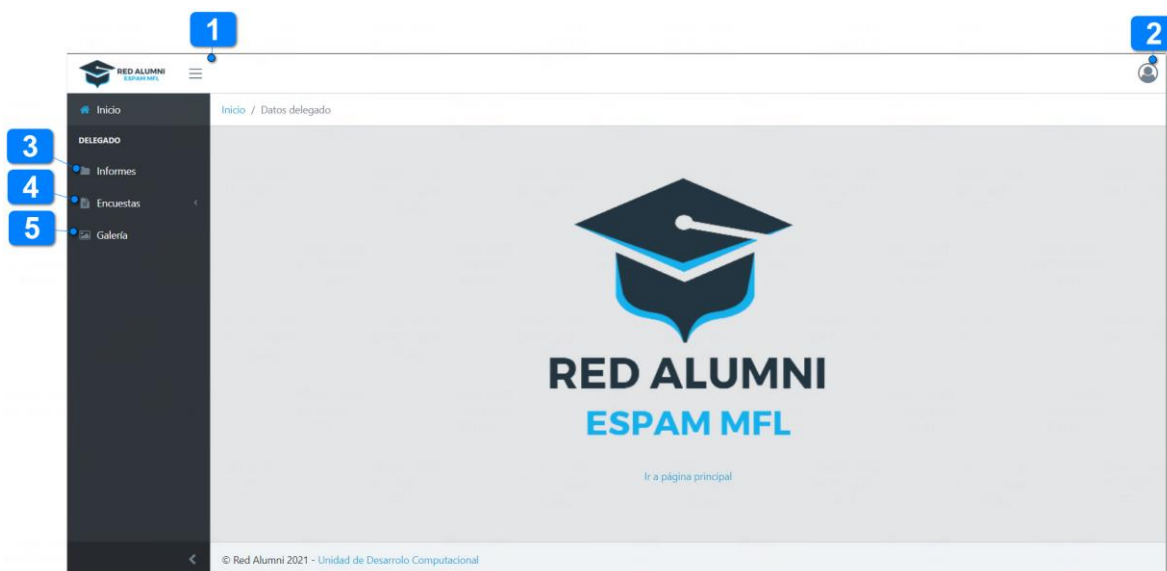 1
2
RED ALUMNI
ESPAM MFL
Inicio
Inicio / Datos delegado
DELEGADO
3
Informes
4
Encuestas
5
Galería
RED ALUMNI
ESPAM MFL
Ir a página principal
© Red Alumni 2021 - Unidad de Desarrolo Computacional